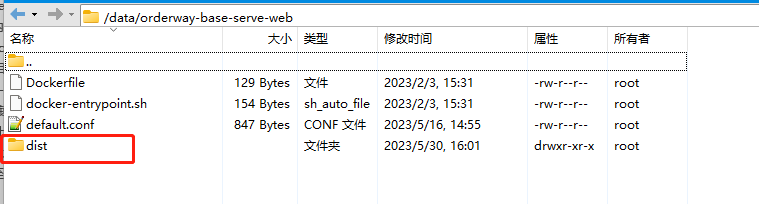 /data/orderway-base-serve-web
名称 大小 类型 修改时间 属性 所有者
..
Dockerfile 129 Bytes 文件 2023/2/3, 15:31 -rw-r--r-- root
docker-entrypoint.sh 154 Bytes sh_auto_file 2023/2/3, 15:31 -rw-r--r-- root
default.conf 847 Bytes CONF 文件 2023/5/16, 14:55 -rw-r--r-- root
dist 文件夹 2023/5/30, 16:01 drwxr-xr-x root